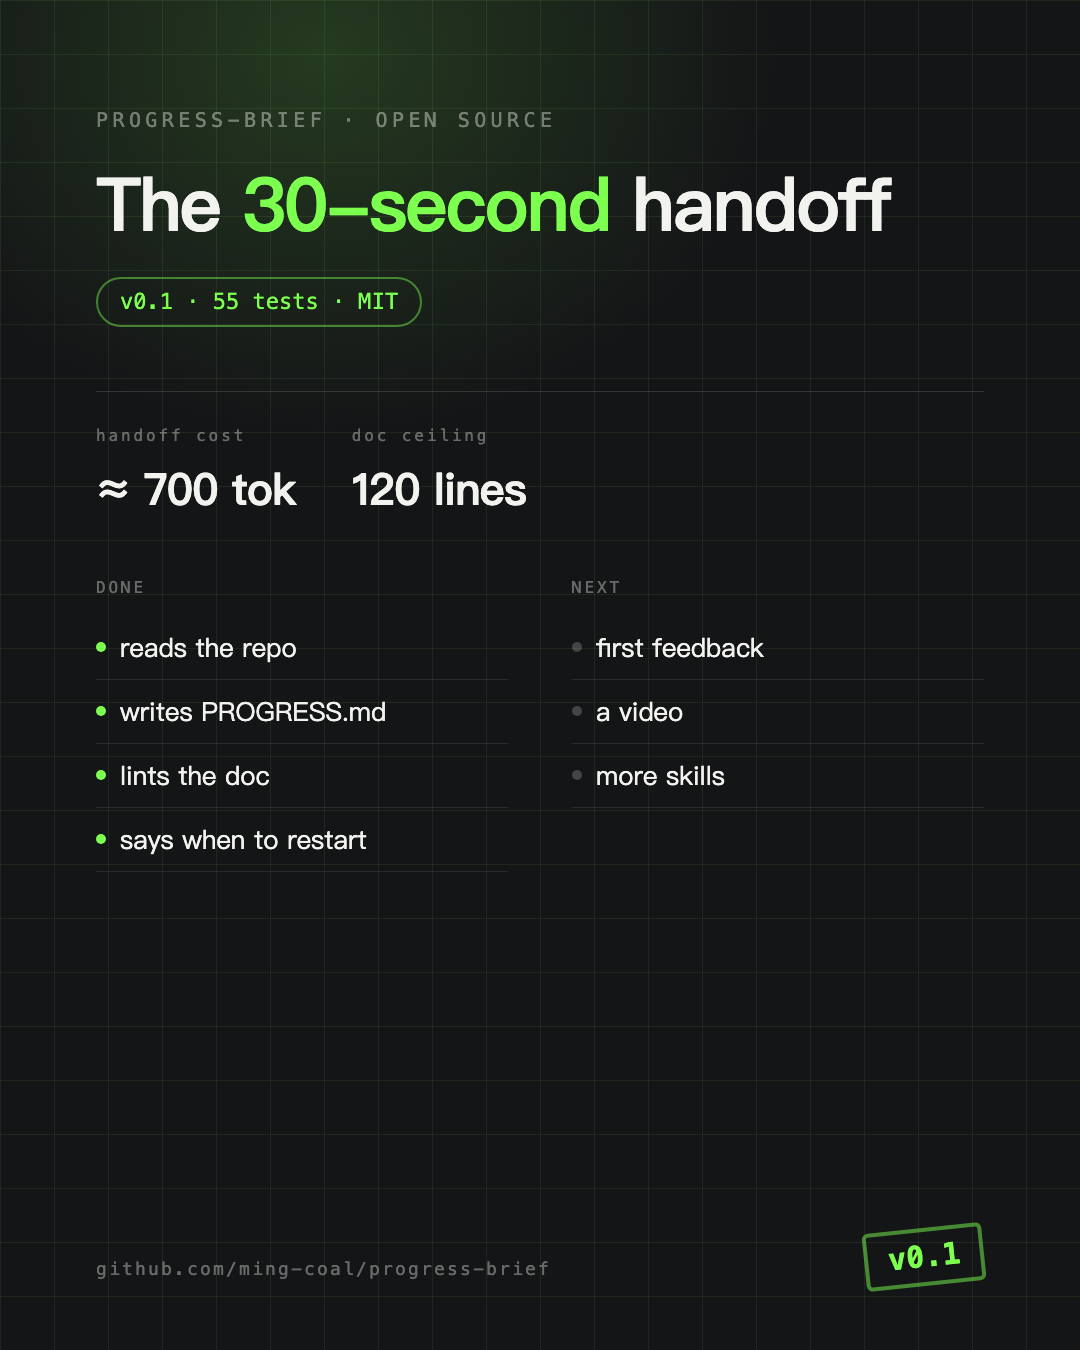 PROGRESS-BRIEF · OPEN SOURCE
The 30-second handoff
v0.1 · 55 tests · MIT
handoff cost
≈ 700 tok
doc ceiling
120 lines
DONE
reads the repo
writes PROGRESS.md
lints the doc
says when to restart
NEXT
first feedback
a video
more skills
github.com/ming-coal/progress-brief
v0.1